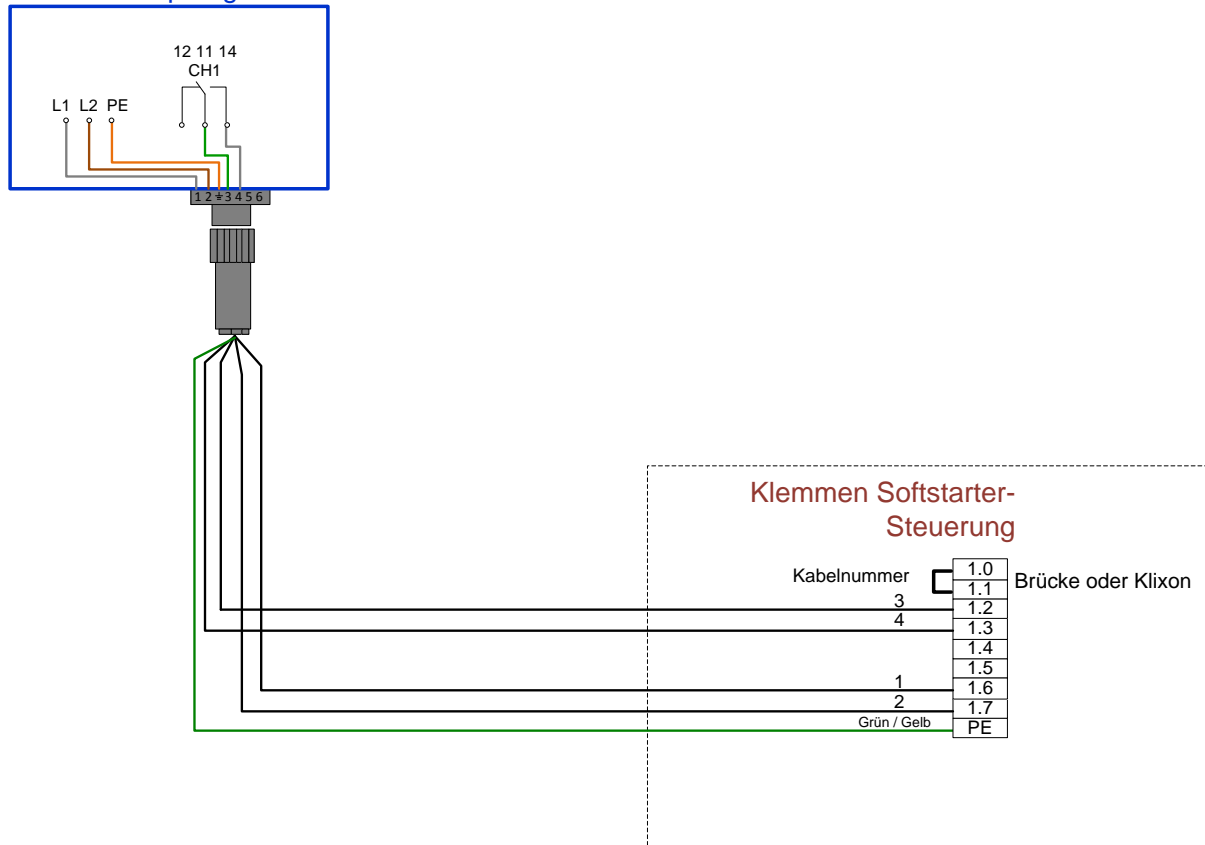 12 11 14
CH1
L1 L2 PE
1 2 3 4 5 6
Klemmen Softstarter-
Steuerung
Kabelnummer
1.0
Brücke oder Klixon
1.1
3
1.2
4
1.3
1.4
1.5
1
1.6
2
1.7
Grün / Gelb
PE